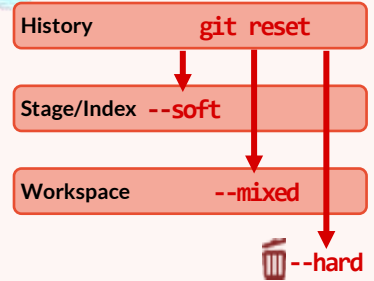 History git reset
Stage/Index --soft
Workspace --mixed
--hard